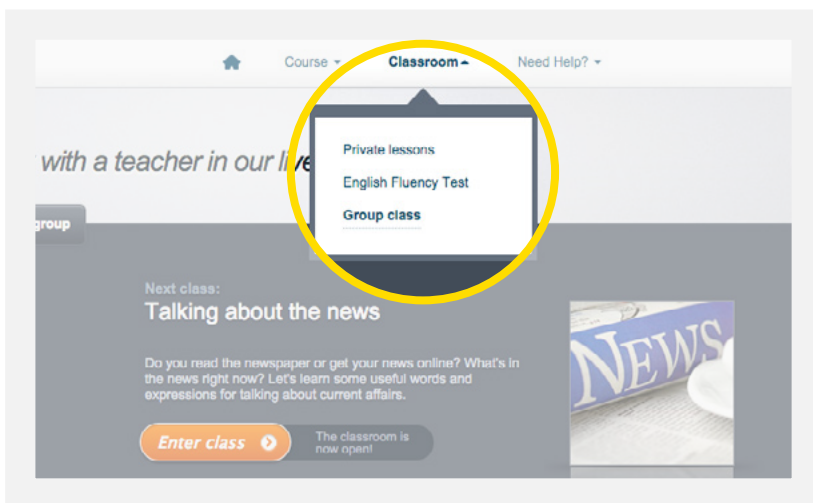 Course
Classroom
Need Help?
with a teacher in our live
Private lessons
English Fluency Test
Group class
group
Next class:
Talking about the news
Do you read the newspaper or get your news online? What's in
the news right now? Let's learn some useful words and
expressions for talking about current affairs.
Enter class
The classroom is
now open!
NEWS